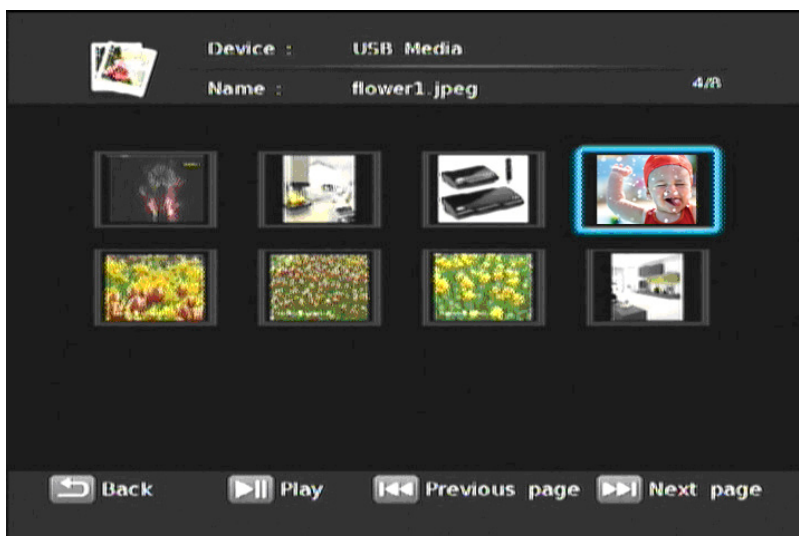 Device : USB Media
Name : flower1.jpeg 4/8
Back Play Previous page Next page